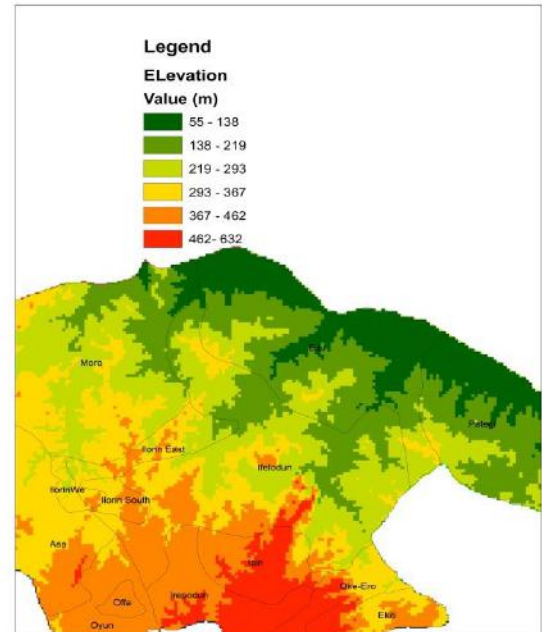 Legend
ELevation
Value (m)
55 - 138
138 - 219
219 - 293
293 - 367
367 - 462
462- 632
Moro
Pategi
Ilorin East
Ifelodun
IlorinWe
Ilorin South
Asa
Oke-Ero
Offa
Ekiti
Oyun